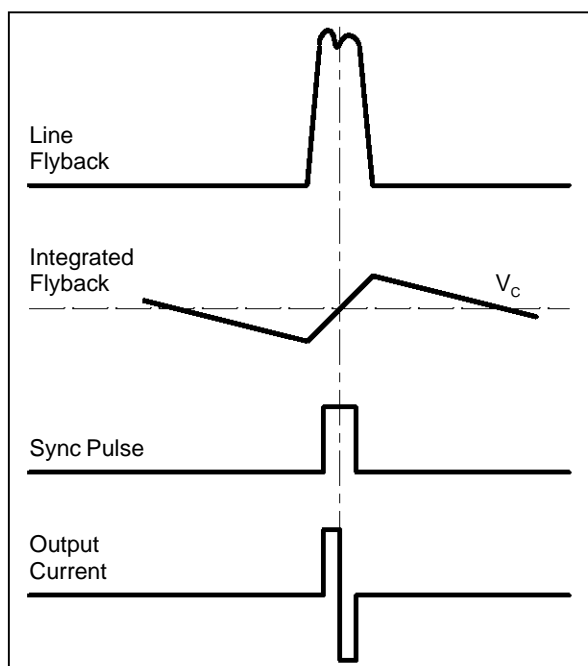 Line
Flyback
Integrated
Flyback
V_C
Sync Pulse
Output
Current